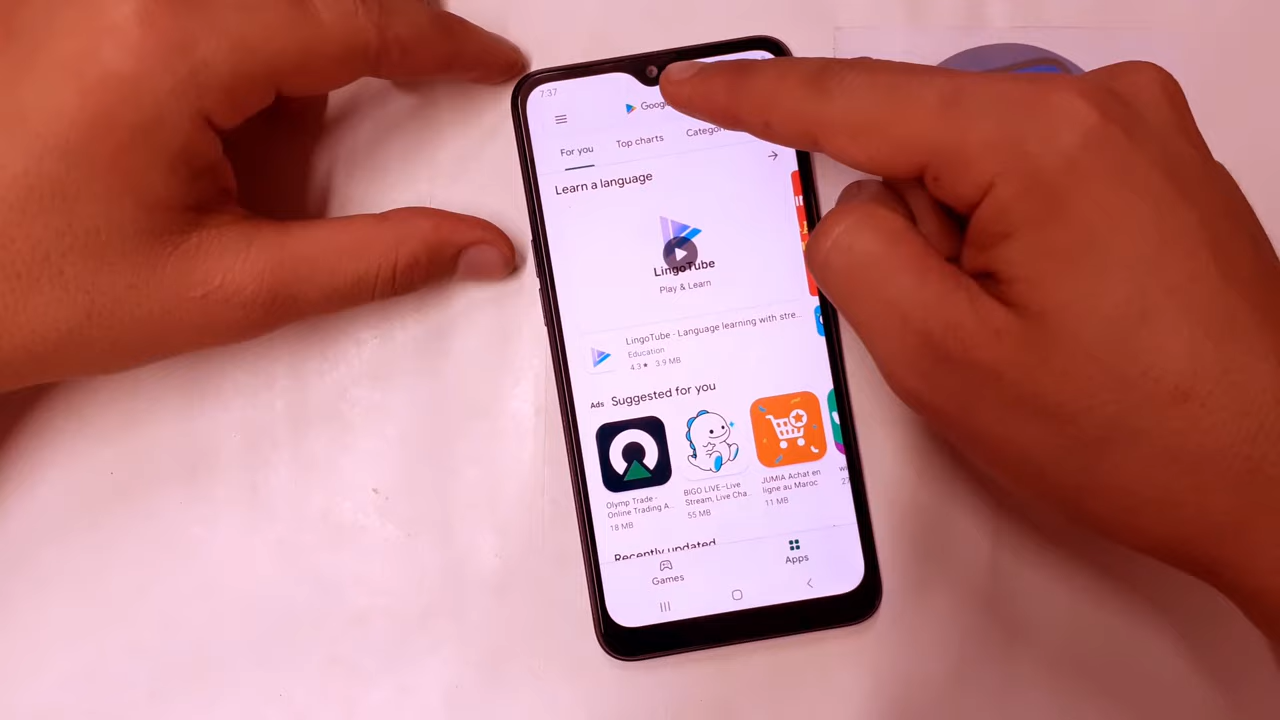 7:37
Google
For you
Top charts
Learn a language
LingoTube
Play & Learn
LingoTube - Language learning with stre...
Education
4.3★ 3.9 MB
Ads Suggested for you
Olymp Trade -
Online Trading A...
18 MB
BIGO LIVE–Live
Stream, Live Cha...
55 MB
JUMIA Achat en
ligne au Maroc
11 MB
Recently updated
Games
Apps